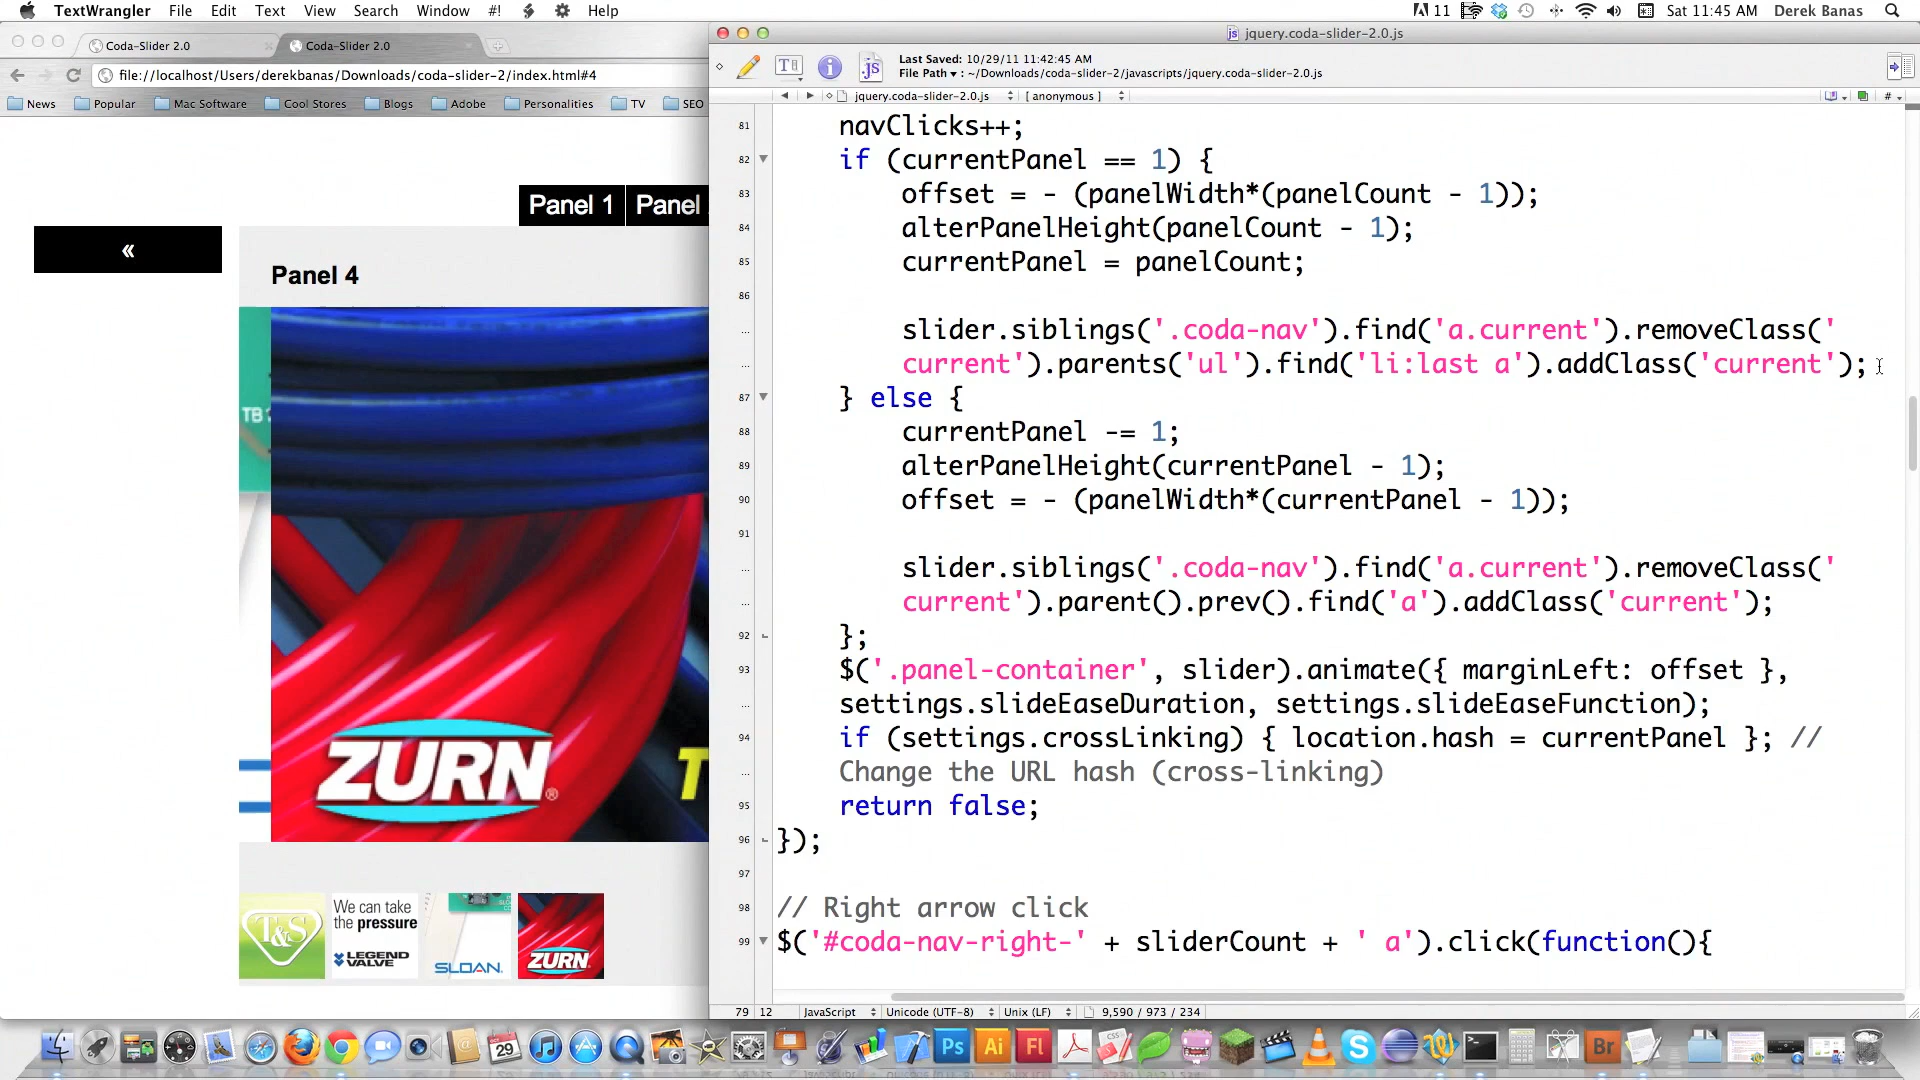 TextWrangler File Edit Text View Search Window #! Help
11 Sat 11:45 AM Derek Banas
Coda-Slider 2.0 Coda-Slider 2.0
file://localhost/Users/derekbanas/Downloads/coda-slider-2/index.html#4
News Popular Mac Software Cool Stores Blogs Adobe Personalities TV SEO
Panel 1 Panel
«
Panel 4
TB
ZURN®
T
T&S
We can take
the pressure
LEGEND
VALVE
SLOAN.
ZURN
jquery.coda-slider-2.0.js
Last Saved: 10/29/11 11:42:45 AM
File Path ▾ : ~/Downloads/coda-slider-2/javascripts/jquery.coda-slider-2.0.js
jquery.coda-slider-2.0.js [ anonymous ]
81 navClicks++;
82 if (currentPanel == 1) {
83 offset = - (panelWidth*(panelCount - 1));
84 alterPanelHeight(panelCount - 1);
85 currentPanel = panelCount;
86
... slider.siblings('.coda-nav').find('a.current').removeClass('
... current').parents('ul').find('li:last a').addClass('current');
87 } else {
88 currentPanel -= 1;
89 alterPanelHeight(currentPanel - 1);
90 offset = - (panelWidth*(currentPanel - 1));
91
slider.siblings('.coda-nav').find('a.current').removeClass('
... current').parent().prev().find('a').addClass('current');
92 };
93 $('.panel-container', slider).animate({ marginLeft: offset },
... settings.slideEaseDuration, settings.slideEaseFunction);
94 if (settings.crossLinking) { location.hash = currentPanel }; //
... Change the URL hash (cross-linking)
95 return false;
96 });
97
98 // Right arrow click
99 $('#coda-nav-right-' + sliderCount + ' a').click(function(){
79 12 JavaScript Unicode (UTF-8) Unix (LF) 9,590 / 973 / 234
OCT 29 Ps Ai Fl CSS Br